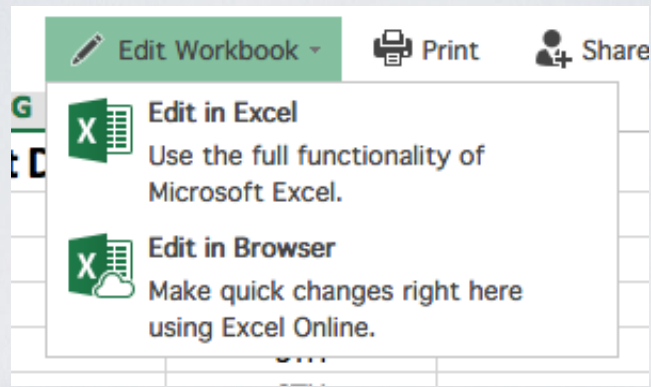 Edit Workbook Print Share
G
Edit in Excel
t D
Use the full functionality of
Microsoft Excel.
Edit in Browser
Make quick changes right here
using Excel Online.